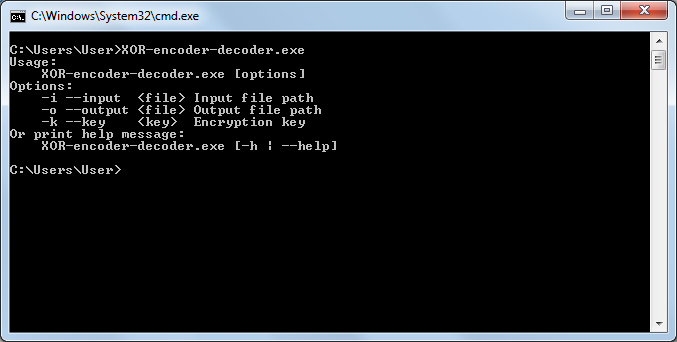 C:\Windows\System32\cmd.exe
C:\Users\User>XOR-encoder-decoder.exe
Usage:
    XOR-encoder-decoder.exe [options]
Options:
    -i --input  <file> Input file path
    -o --output <file> Output file path
    -k --key    <key>  Encryption key
Or print help message:
    XOR-encoder-decoder.exe [-h | --help]
C:\Users\User>